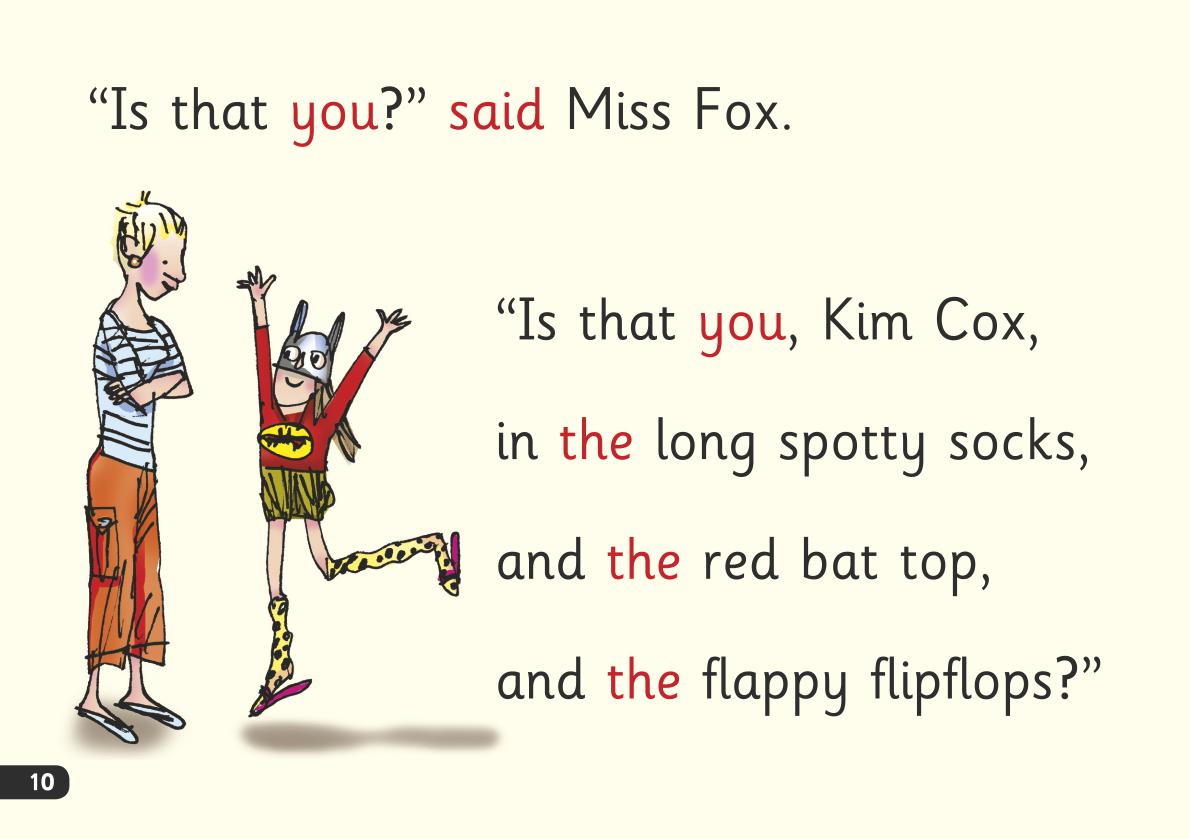 “Is that you?” said Miss Fox.
“Is that you, Kim Cox,
in the long spotty socks,
and the red bat top,
and the flappy flipflops?”
10